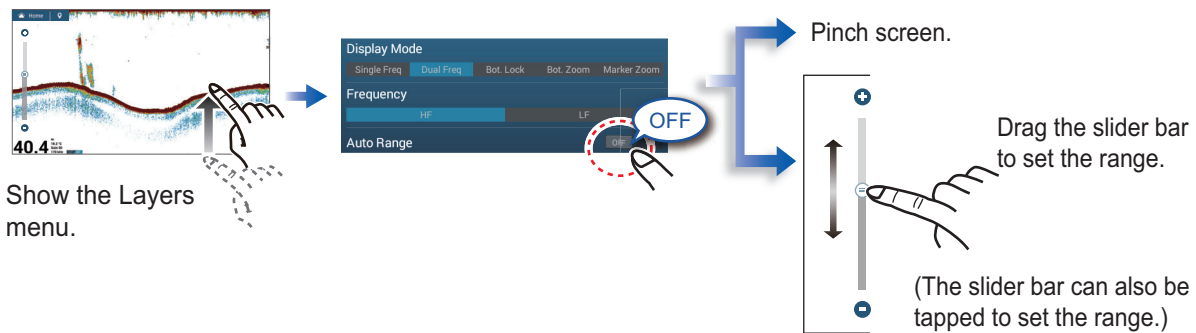 Home
40.4
Show the Layers
menu.
Display Mode
Single Freq Dual Freq Bot. Lock Bot. Zoom Marker Zoom
Frequency
HF LF
Auto Range
OFF
OFF
Pinch screen.
Drag the slider bar
to set the range.
(The slider bar can also be
tapped to set the range.)